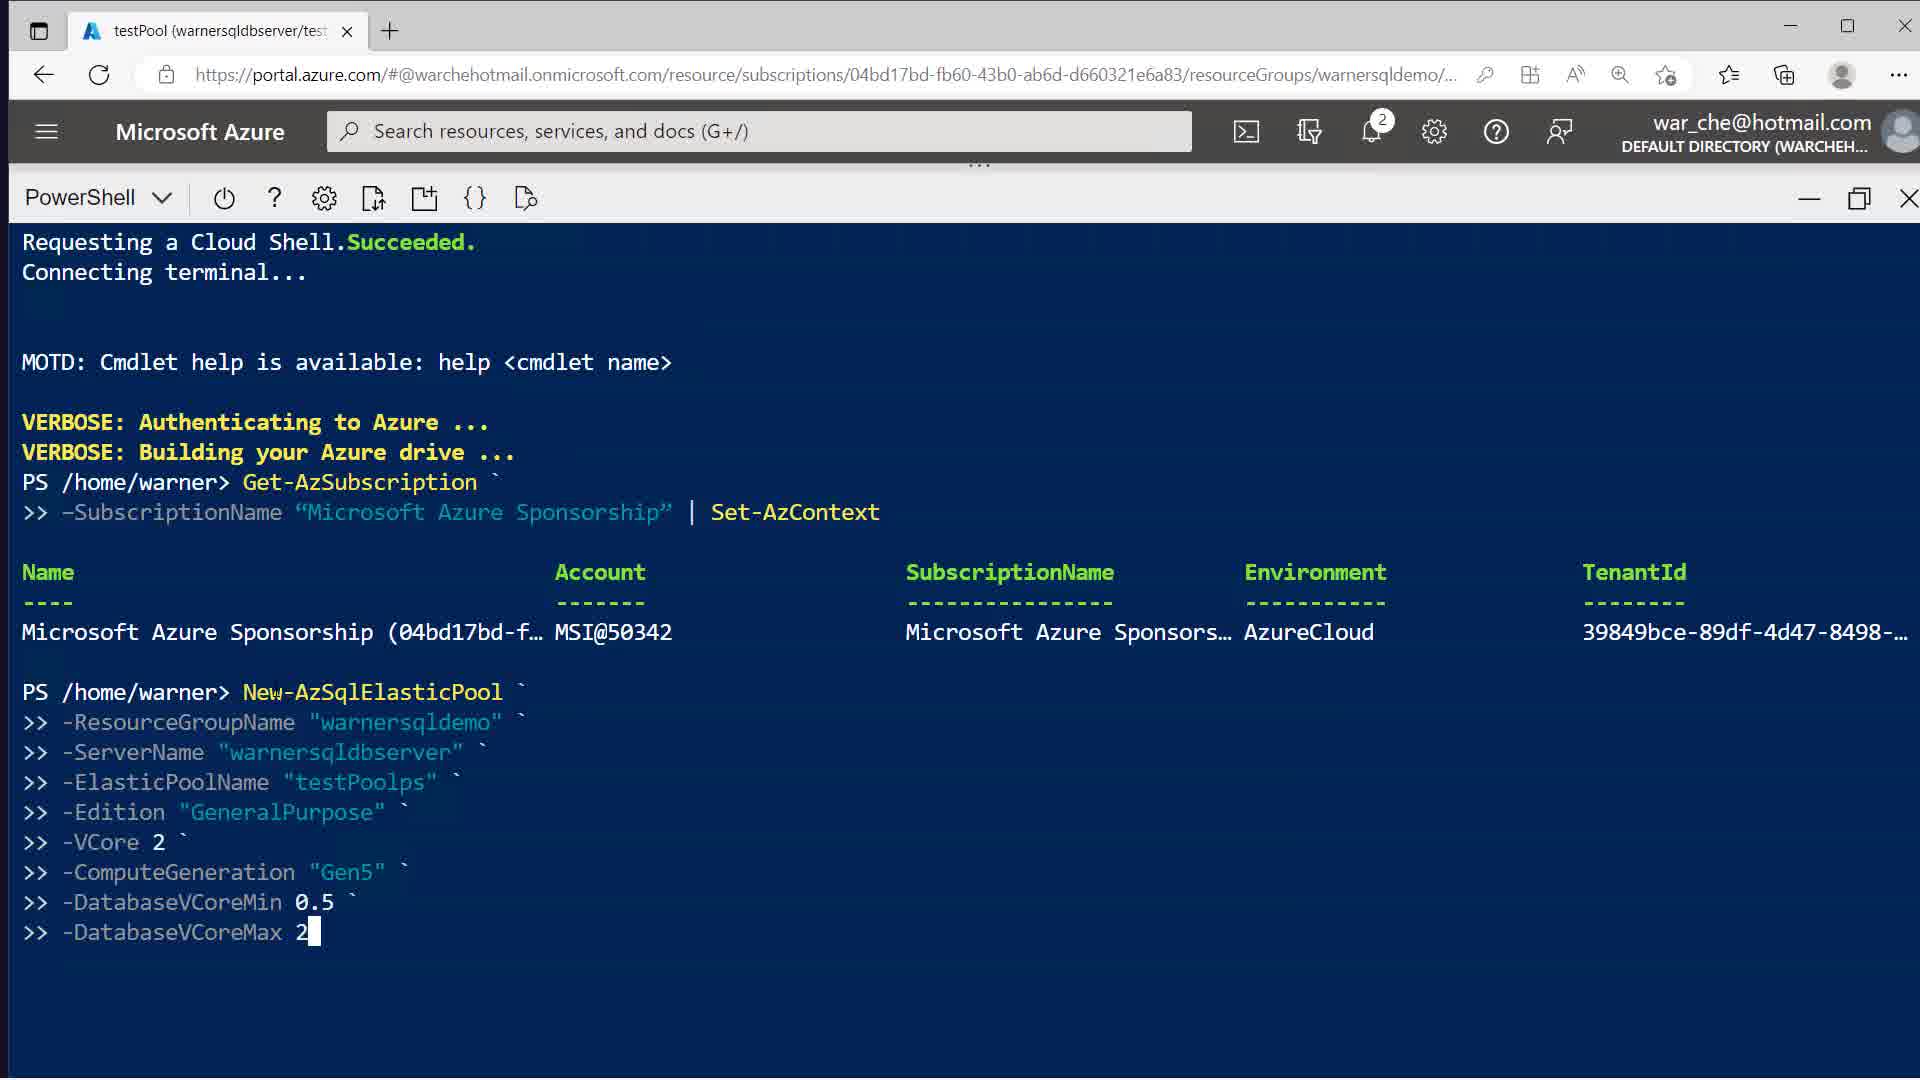 testPool (warnersqldbserver/test
https://portal.azure.com/#@warchehotmail.onmicrosoft.com/resource/subscriptions/04bd17bd-fb60-43b0-ab6d-d660321e6a83/resourceGroups/warnersqldemo/...
Microsoft Azure
Search resources, services, and docs (G+/)
2
war_che@hotmail.com
DEFAULT DIRECTORY (WARCHEH...
PowerShell
Requesting a Cloud Shell.Succeeded.
Connecting terminal...
MOTD: Cmdlet help is available: help <cmdlet name>
VERBOSE: Authenticating to Azure ...
VERBOSE: Building your Azure drive ...
PS /home/warner> Get-AzSubscription `
>> –SubscriptionName “Microsoft Azure Sponsorship” | Set-AzContext
Name Account SubscriptionName Environment TenantId
---- ------- ---------------- ----------- --------
Microsoft Azure Sponsorship (04bd17bd-f… MSI@50342 Microsoft Azure Sponsors… AzureCloud 39849bce-89df-4d47-8498-…
PS /home/warner> New-AzSqlElasticPool `
>> -ResourceGroupName "warnersqldemo" `
>> -ServerName "warnersqldbserver" `
>> -ElasticPoolName "testPoolps" `
>> -Edition "GeneralPurpose" `
>> -VCore 2 `
>> -ComputeGeneration "Gen5" `
>> -DatabaseVCoreMin 0.5 `
>> -DatabaseVCoreMax 2